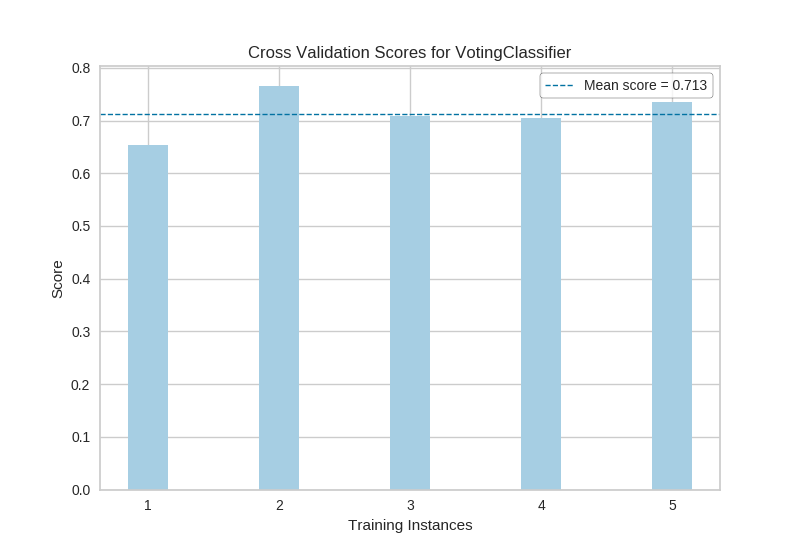 Cross Validation Scores for VotingClassifier
Mean score = 0.713
0.8
0.7
0.6
0.5
0.4
0.3
0.2
0.1
0.0
Score
1 2 3 4 5
Training Instances